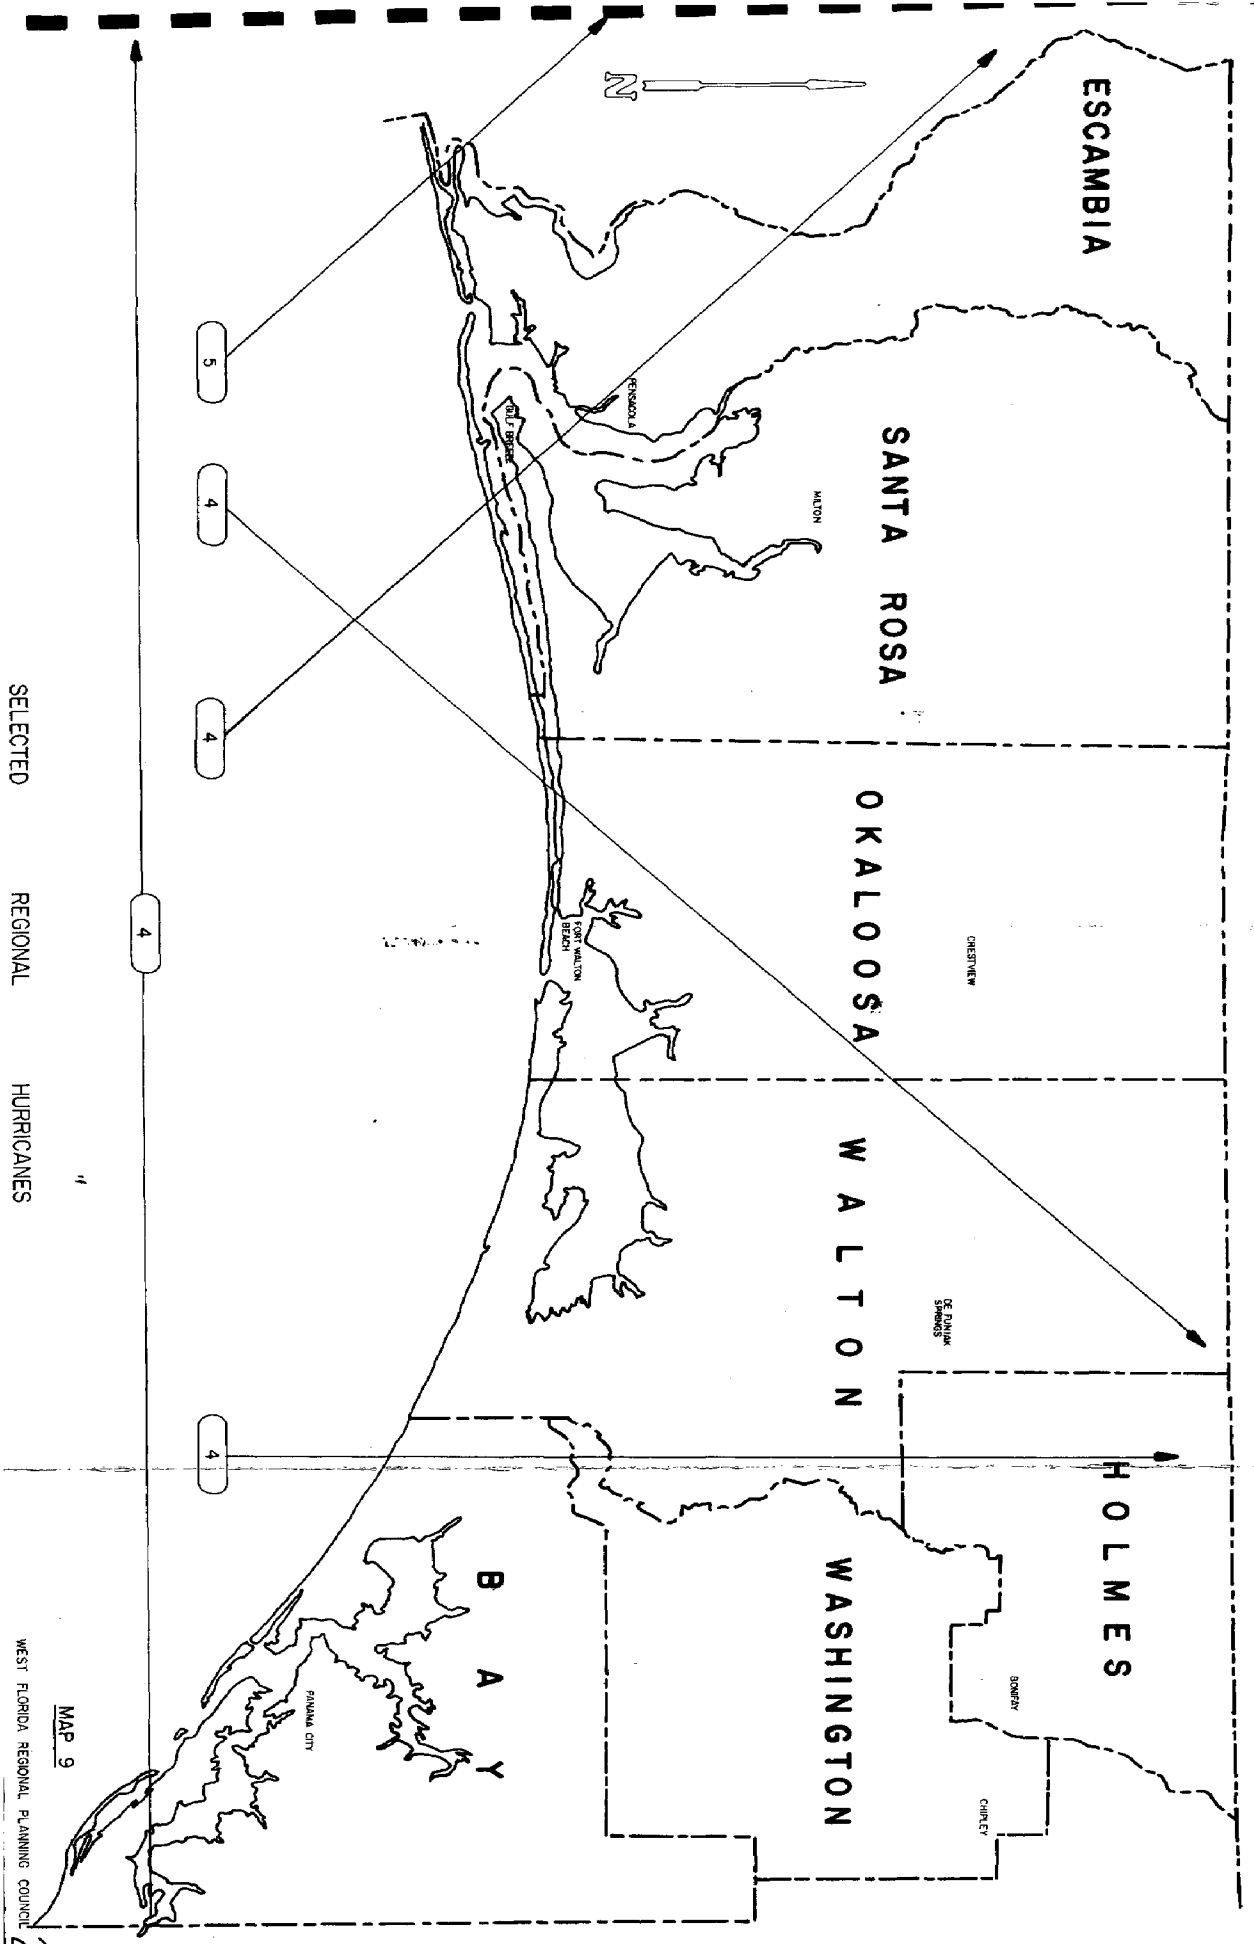 N
ESCAMBIA
SANTA ROSA
OKALOOSA
WALTON
HOLMES
WASHINGTON
BAY
PENSACOLA
GULF BREEZE
MILTON
CRESTVIEW
FORT WALTON
BEACH
DE FUNIAK
SPRINGS
BONIFAY
CHIPLEY
PANAMA CITY
5
4
4
4
4
SELECTED REGIONAL HURRICANES
MAP 9
WEST FLORIDA REGIONAL PLANNING COUNCIL